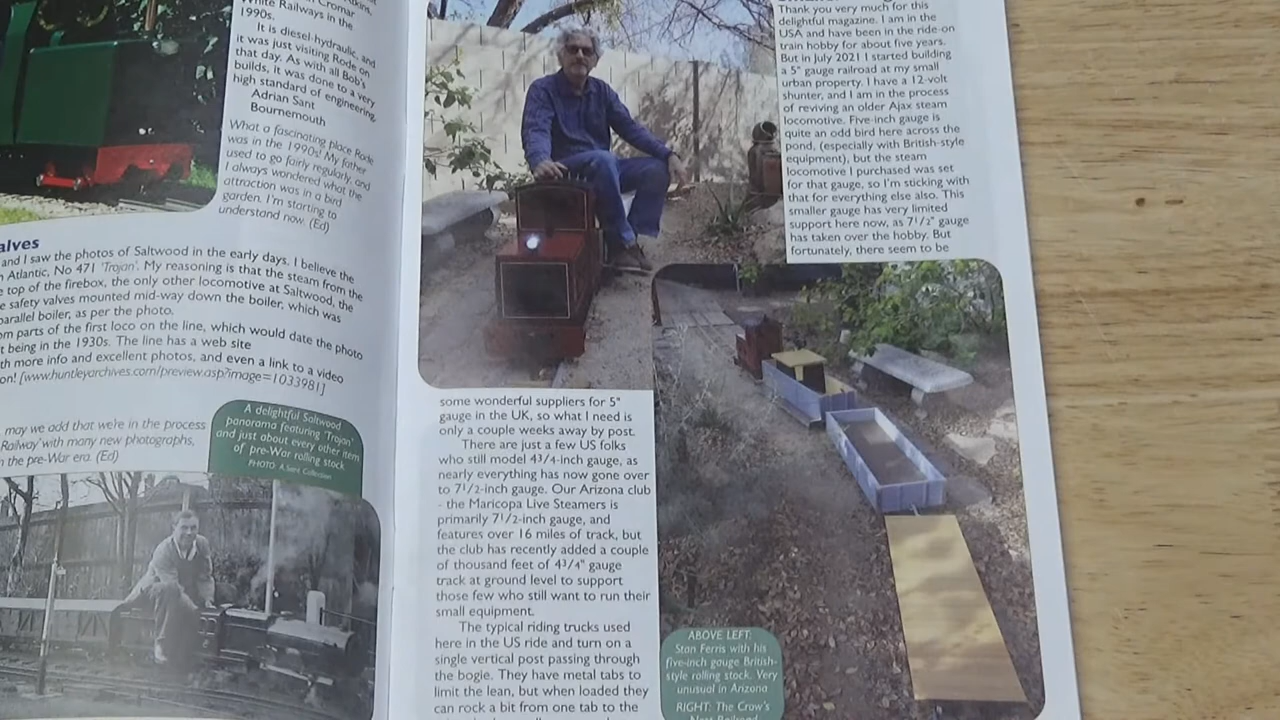 Cromar
White Railways in the
1990s.
It is diesel-hydraulic, and
it was just visiting Rode on
that day. As with all Bob's
builds, it was done to a very
high standard of engineering.
Adrian Sant
Bournemouth
What a fascinating place Rode
was in the 1990s! My father
used to go fairly regularly, and
I always wondered what the
attraction was in a bird
garden. I'm starting to
understand now. (Ed)
alves
and I saw the photos of Saltwood in the early days. I believe the
Atlantic, No 471 'Trojan'. My reasoning is that the steam from the
top of the firebox, the only other locomotive at Saltwood, the
safety valves mounted mid-way down the boiler, which was
parallel boiler, as per the photo.
om parts of the first loco on the line, which would date the photo
t being in the 1930s. The line has a web site
th more info and excellent photos, and even a link to a video
on! [www.huntleyarchives.com/preview.asp?image=1033981]
may we add that we're in the process
Railway' with many new photographs,
n the pre-War era. (Ed)
A delightful Saltwood
panorama featuring 'Trojan'
and just about every other item
of pre-War rolling stock.
PHOTO: A Sant Collection
Thank you very much for this
delightful magazine. I am in the
USA and have been in the ride-on
train hobby for about five years.
But in July 2021 I started building
a 5" gauge railroad at my small
urban property. I have a 12-volt
shunter, and I am in the process
of reviving an older Ajax steam
locomotive. Five-inch gauge is
quite an odd bird here across the
pond, (especially with British-style
equipment), but the steam
ocomotive I purchased was set
for that gauge, so I'm sticking with
that for everything else also. This
smaller gauge has very limited
support here now, as 71/2" gauge
has taken over the hobby. But
fortunately, there seem to be
some wonderful suppliers for 5"
gauge in the UK, so what I need is
only a couple weeks away by post.
There are just a few US folks
who still model 43/4-inch gauge, as
nearly everything has now gone over
to 71/2-inch gauge. Our Arizona club
- the Maricopa Live Steamers is
primarily 71/2-inch gauge, and
features over 16 miles of track, but
the club has recently added a couple
of thousand feet of 43/4" gauge
track at ground level to support
those few who still want to run their
small equipment.
The typical riding trucks used
here in the US ride and turn on a
single vertical post passing through
the bogie. They have metal tabs to
limit the lean, but when loaded they
can rock a bit from one tab to the
ABOVE LEFT:
Stan Ferris with his
five-inch gauge British-
style rolling stock. Very
unusual in Arizona
RIGHT: The Crow's
Nest Railroad